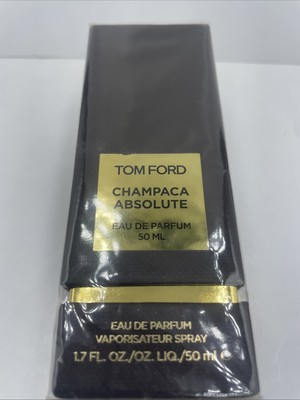 TOM FORD
CHAMPACA
ABSOLUTE
EAU DE PARFUM
50 ML
EAU DE PARFUM
VAPORISATEUR SPRAY
1.7 FL. OZ./OZ. LIQ./50 ml ℮